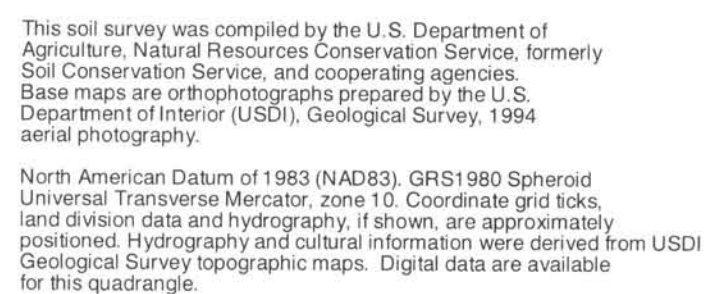 This soil survey was compiled by the U.S. Department of
Agriculture, Natural Resources Conservation Service, formerly
Soil Conservation Service, and cooperating agencies.
Base maps are orthophotographs prepared by the U.S.
Department of Interior (USDI), Geological Survey, 1994
aerial photography.

North American Datum of 1983 (NAD83). GRS1980 Spheroid
Universal Transverse Mercator, zone 10. Coordinate grid ticks,
land division data and hydrography, if shown, are approximately
positioned. Hydrography and cultural information were derived from USDI
Geological Survey topographic maps. Digital data are available
for this quadrangle.